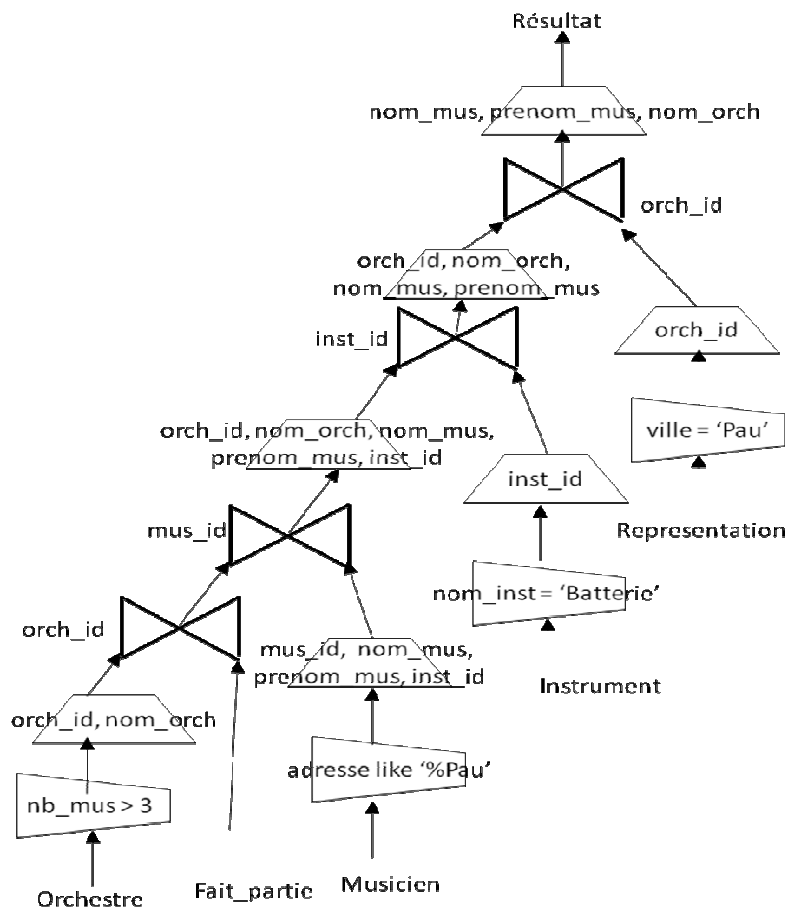 Résultat
nom_mus, prenom_mus, nom_orch
orch_id
orch_id, nom_orch,
nom_mus, prenom_mus
orch_id
inst_id
ville = ‘Pau’
orch_id, nom_orch, nom_mus,
prenom_mus, inst_id
inst_id
mus_id
Representation
nom_inst = ‘Batterie’
orch_id
mus_id, nom_mus,
prenom_mus, inst_id
Instrument
orch_id, nom_orch
adresse like ‘%Pau’
nb_mus > 3
Orchestre
Fait_partie
Musicien